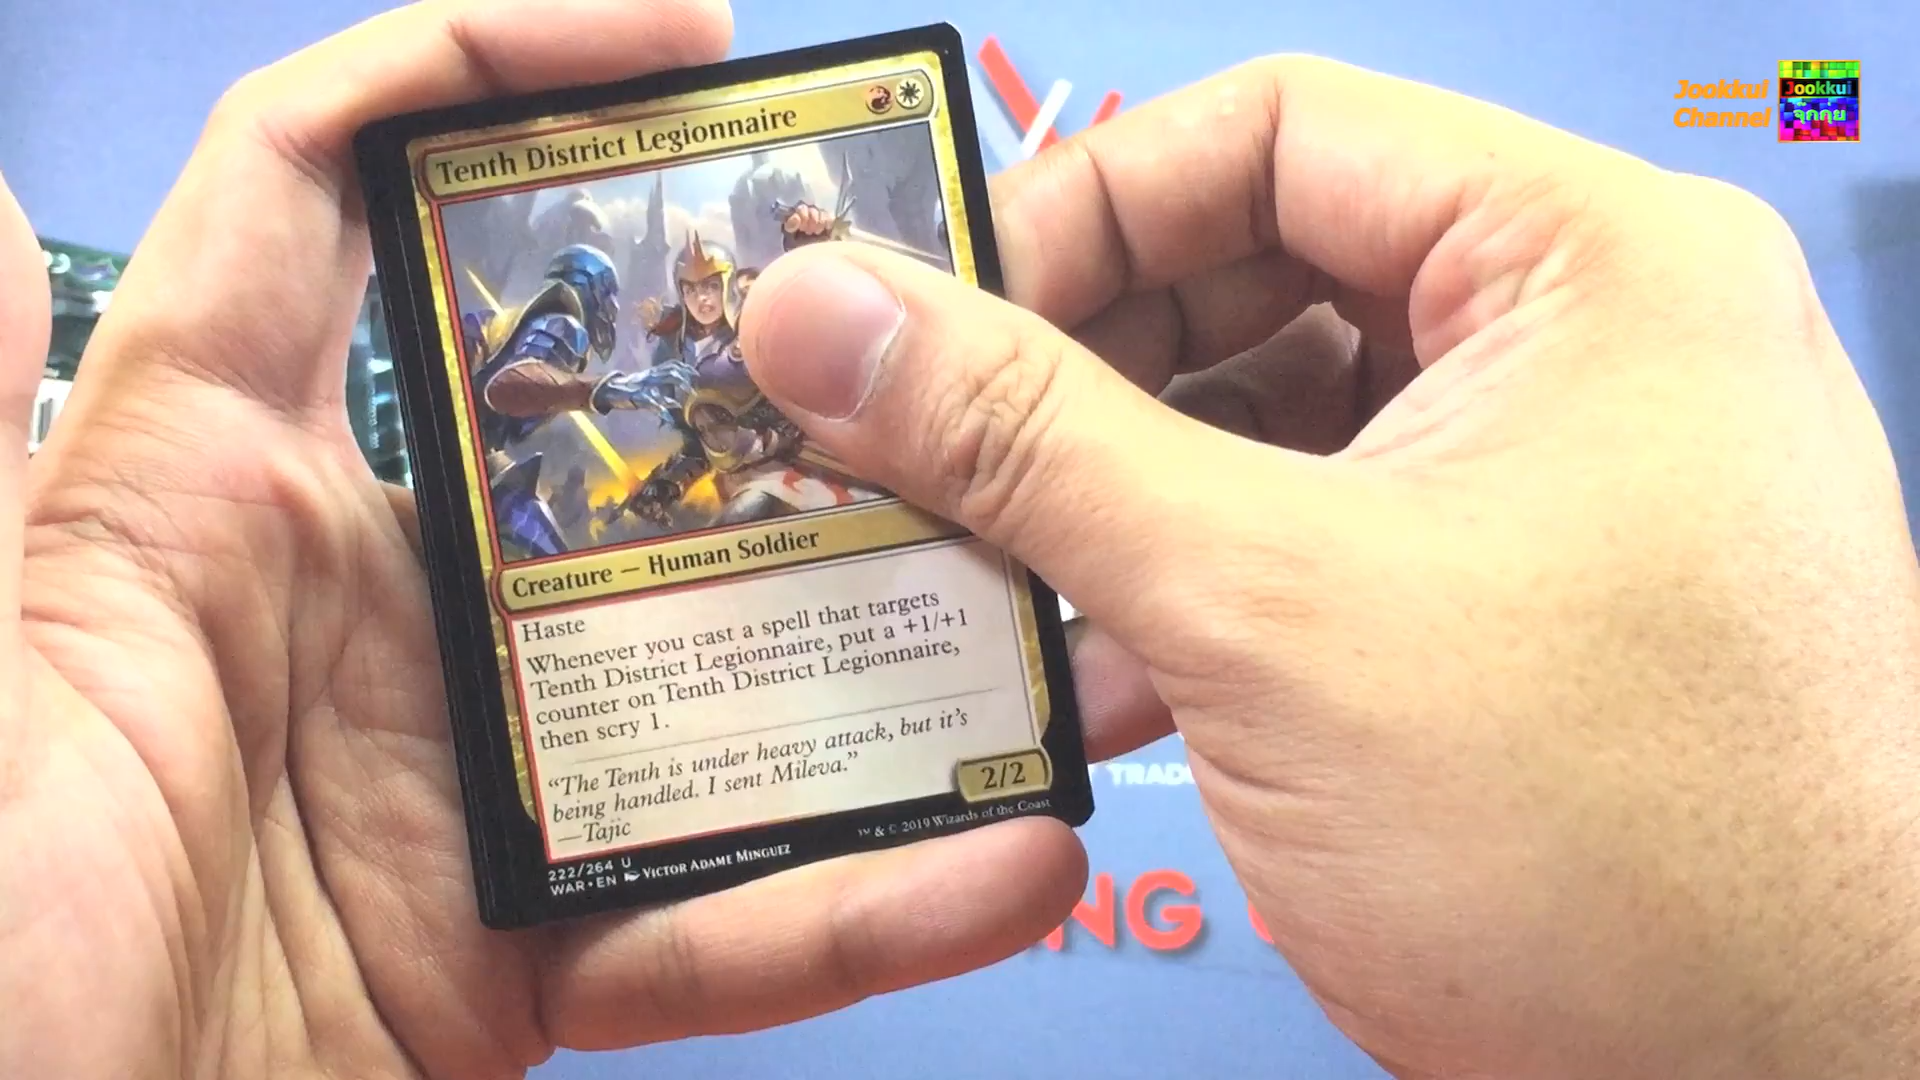 Jookkui
Channel
Jookkui
จุ๊กคุย
Tenth District Legionnaire
Creature — Human Soldier
Haste
Whenever you cast a spell that targets
Tenth District Legionnaire, put a +1/+1
counter on Tenth District Legionnaire,
then scry 1.
“The Tenth is under heavy attack, but it’s
being handled. I sent Mileva.”
—Tajic
2/2
222/264 U
WAR • EN VICTOR ADAME MINGUEZ
™ & © 2019 Wizards of the Coast